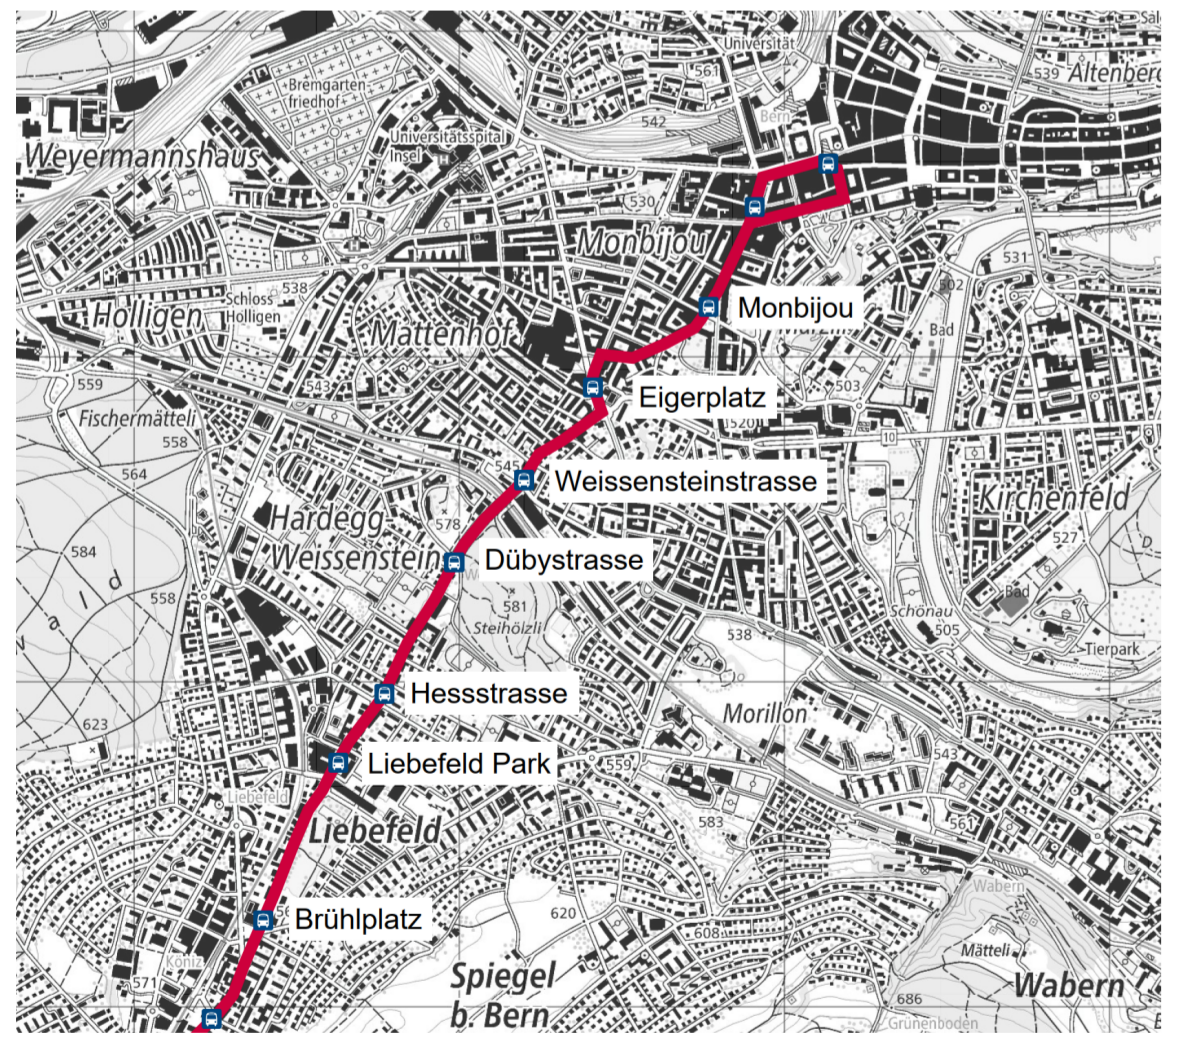 Sal
Universität
561
539
Altenberg
Bremgarten-
friedhof
542
Bern
Universitätsspital
Insel
Weyermannshaus
530
Monbijou
531
502
538
Schloss
Holligen
Holligen
Monbijou
Bad
Mattenhof
559
543
503
Eigerplatz
Fischermätteli
558
520
10
545
564
Weissensteinstrasse
Kirchenfeld
Hardegg-
Weissenstein
578
527
D
584
Dübystrasse
d
l
a
558
581
Steihölzli
Bad
Schönau
505
538
Tierpark
Hessstrasse
623
Morillon
543
Liebefeld Park
559
Liebefeld
583
561
Liebefeld
Wabern
Brühlplatz
620
608
Mätteli
Köniz
571
Spiegel
b. Bern
Wabern
686
Grünenboden